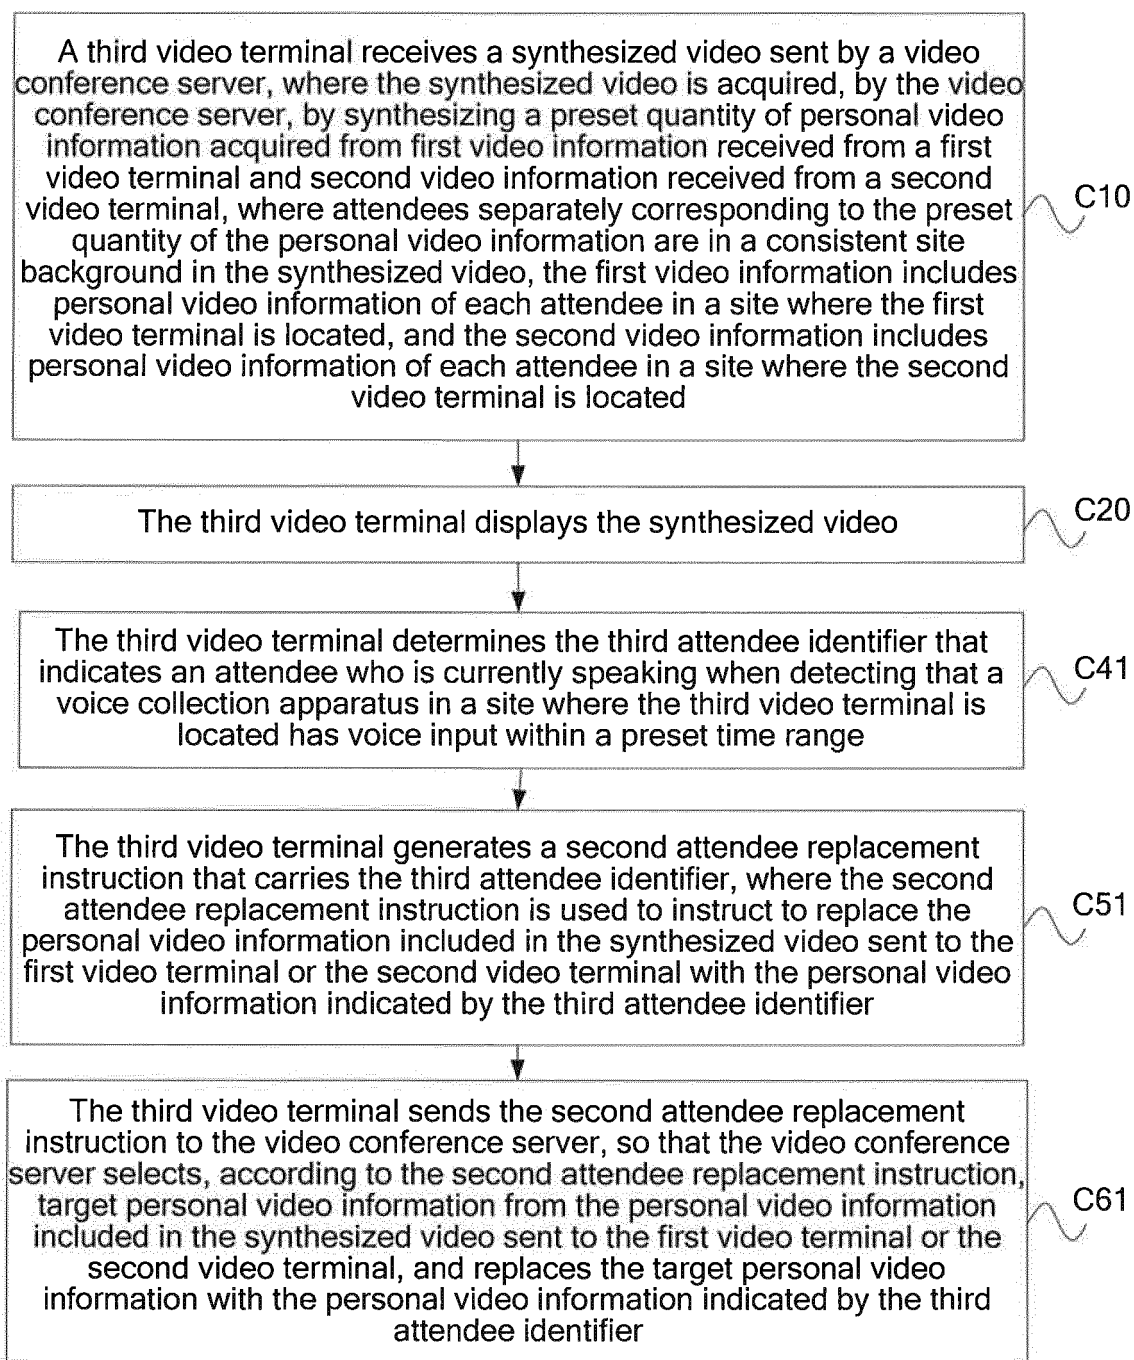 A third video terminal receives a synthesized video sent by a video
conference server, where the synthesized video is acquired, by the video
conference server, by synthesizing a preset quantity of personal video
information acquired from first video information received from a first
video terminal and second video information received from a second
video terminal, where attendees separately corresponding to the preset
quantity of the personal video information are in a consistent site
background in the synthesized video, the first video information includes
personal video information of each attendee in a site where the first
video terminal is located, and the second video information includes
personal video information of each attendee in a site where the second
video terminal is located
C10
The third video terminal displays the synthesized video
C20
The third video terminal determines the third attendee identifier that
indicates an attendee who is currently speaking when detecting that a
voice collection apparatus in a site where the third video terminal is
located has voice input within a preset time range
C41
The third video terminal generates a second attendee replacement
instruction that carries the third attendee identifier, where the second
attendee replacement instruction is used to instruct to replace the
personal video information included in the synthesized video sent to the
first video terminal or the second video terminal with the personal video
information indicated by the third attendee identifier
C51
The third video terminal sends the second attendee replacement
instruction to the video conference server, so that the video conference
server selects, according to the second attendee replacement instruction,
target personal video information from the personal video information
included in the synthesized video sent to the first video terminal or the
second video terminal, and replaces the target personal video
information with the personal video information indicated by the third
attendee identifier
C61